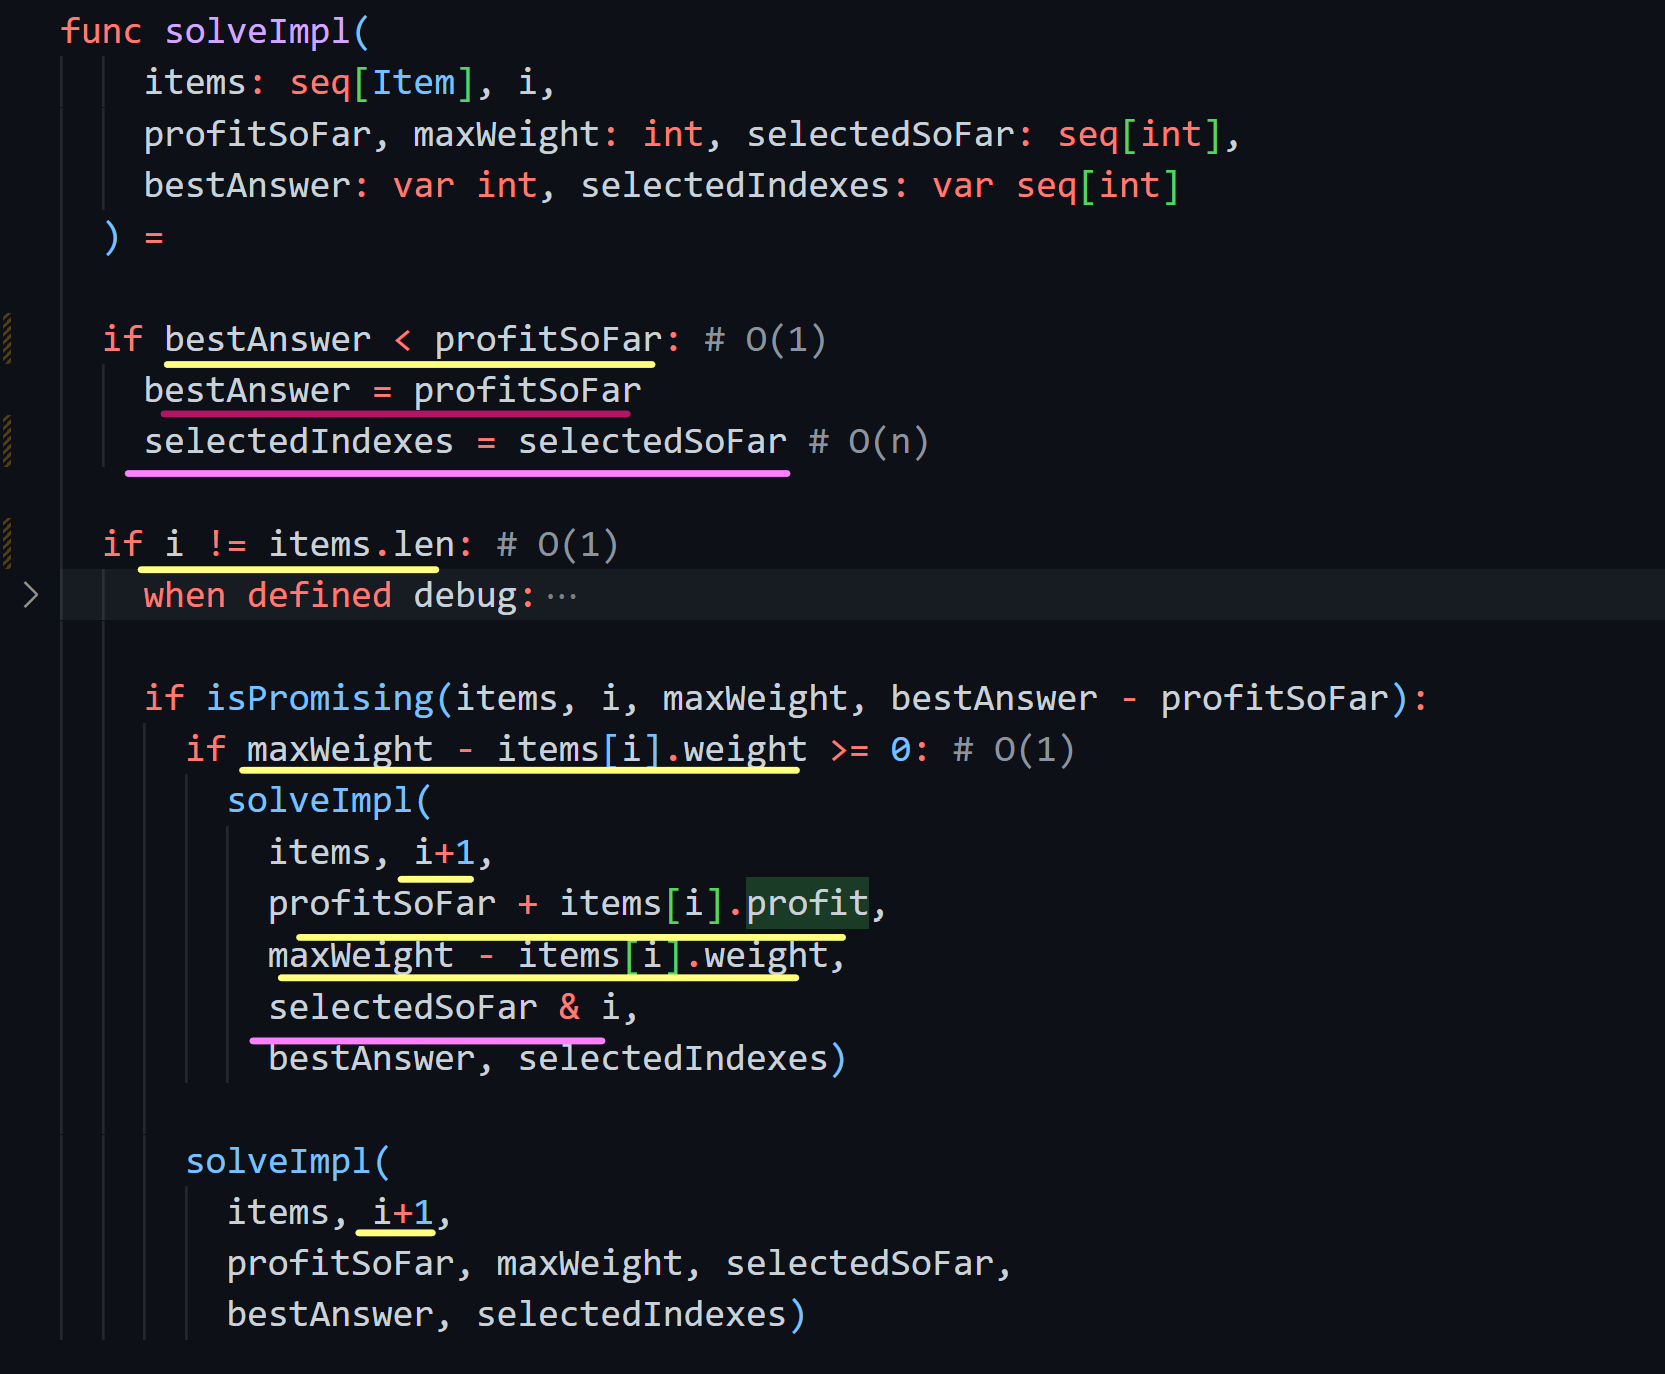 func solveImpl(
items: seq[Item], i,
profitSoFar, maxWeight: int, selectedSoFar: seq[int],
bestAnswer: var int, selectedIndexes: var seq[int]
) =
if bestAnswer < profitSoFar: # O(1)
bestAnswer = profitSoFar
selectedIndexes = selectedSoFar # O(n)
if i != items.len: # O(1)
when defined debug:···
if isPromising(items, i, maxWeight, bestAnswer - profitSoFar):
if maxWeight - items[i].weight >= 0: # O(1)
solveImpl(
items, i+1,
profitSoFar + items[i].profit,
maxWeight - items[i].weight,
selectedSoFar & i,
bestAnswer, selectedIndexes)
solveImpl(
items, i+1,
profitSoFar, maxWeight, selectedSoFar,
bestAnswer, selectedIndexes)